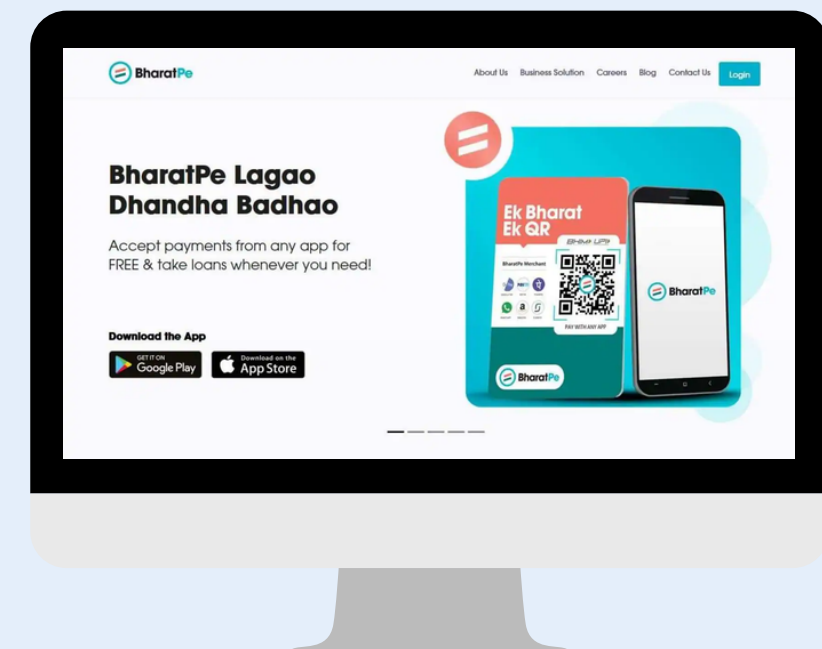 BharatPe
About Us Business Solution Careers Blog Contact Us Login
BharatPe Lagao
Dhandha Badhao
Accept payments from any app for
FREE & take loans whenever you need!
Download the App
GET IT ON
Google Play
Download on the
App Store
Ek Bharat
Ek QR
BHIM UPI
BharatPe Merchant
PAY WITH ANY APP
BharatPe
BharatPe